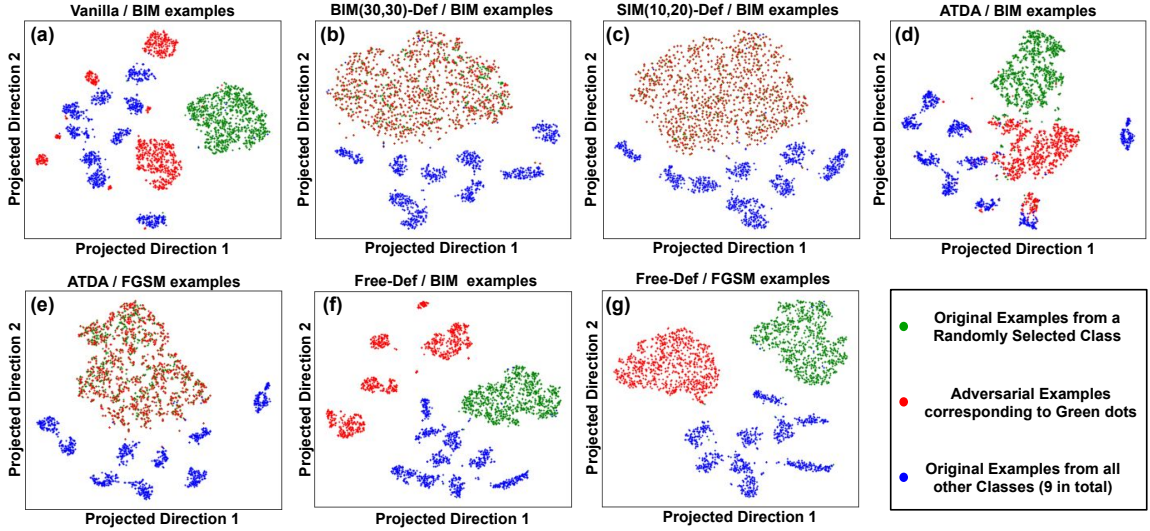 Vanilla / BIM examples
BIM(30,30)-Def / BIM examples
SIM(10,20)-Def / BIM examples
ATDA / BIM examples
(a)
(b)
(c)
(d)
Projected Direction 2
Projected Direction 2
Projected Direction 2
Projected Direction 2
Projected Direction 1
Projected Direction 1
Projected Direction 1
Projected Direction 1
ATDA / FGSM examples
Free-Def / BIM examples
Free-Def / FGSM examples
(e)
(f)
(g)
Projected Direction 2
Projected Direction 2
Projected Direction 2
Projected Direction 1
Projected Direction 1
Projected Direction 1
Original Examples from a
Randomly Selected Class
Adversarial Examples
corresponding to Green dots
Original Examples from all
other Classes (9 in total)